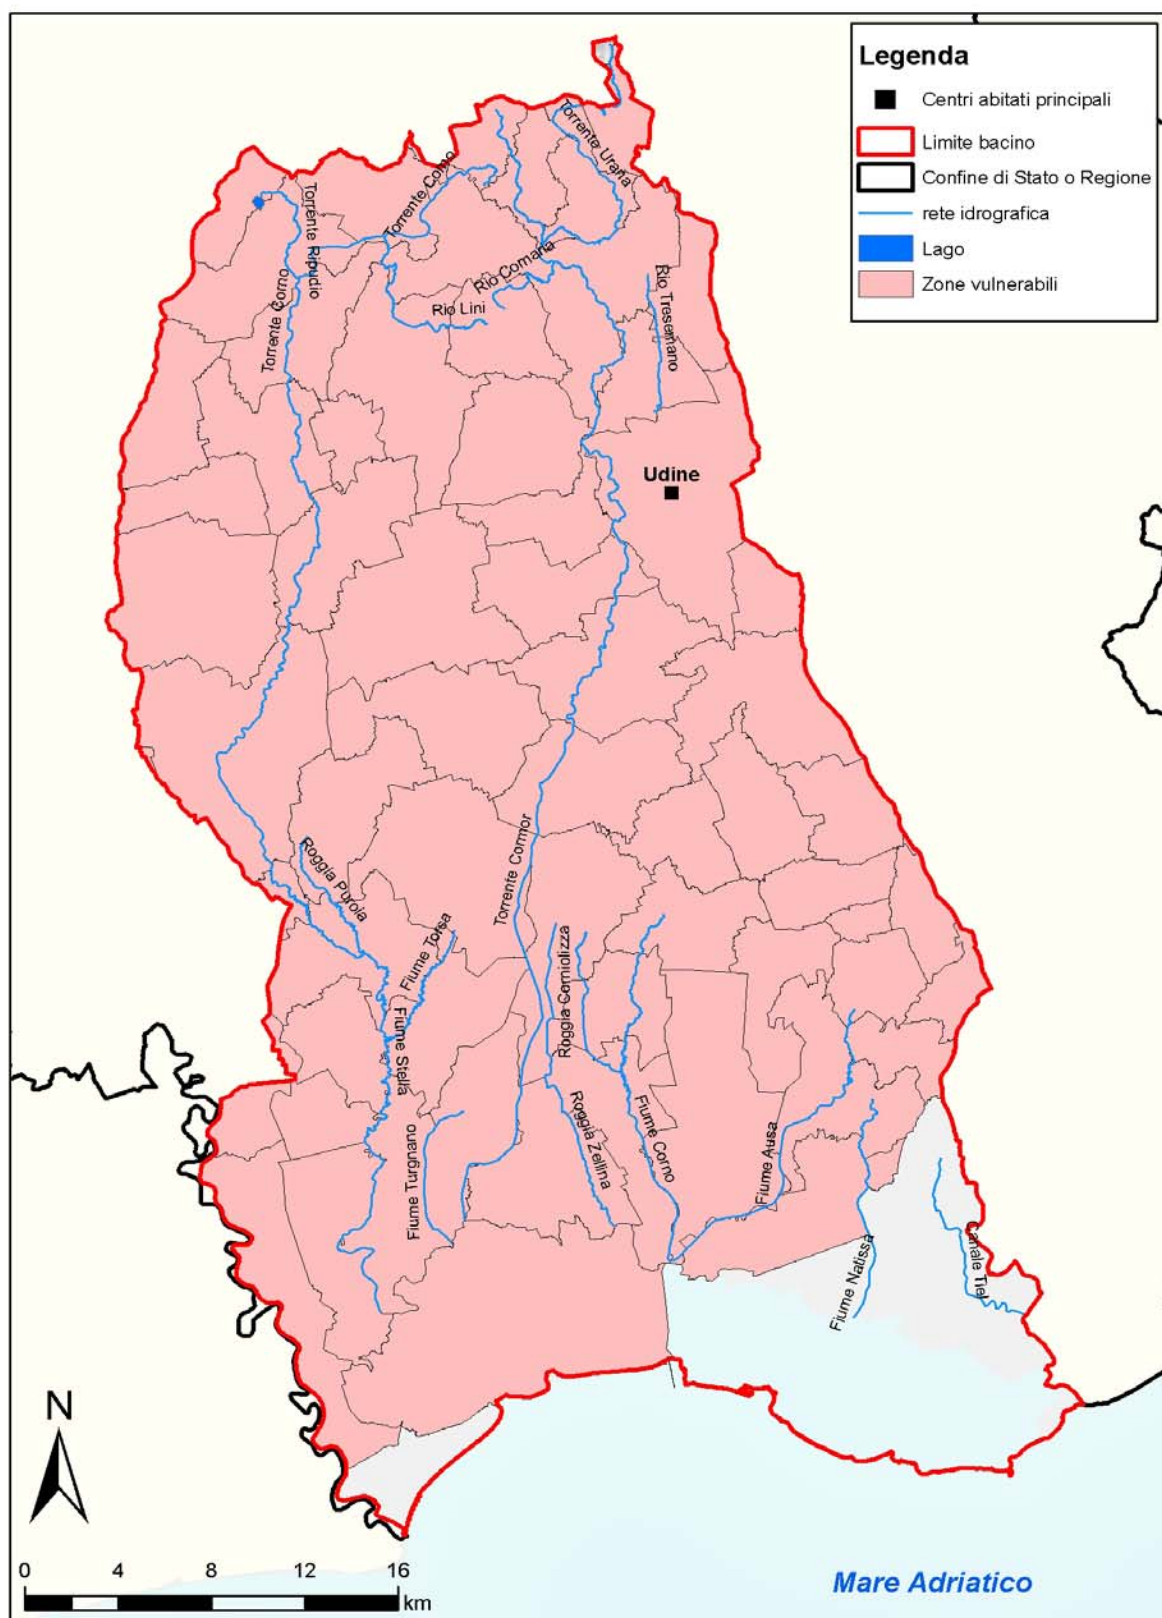 Legenda
Centri abitati principali
Limite bacino
Confine di Stato o Regione
rete idrografica
Lago
Zone vulnerabili
Torrente Urana
Torrente Corno
Torrente Ripudio
Rio Cornaria
Rio Lini
Torrente Corno
Rio Tresemano
Udine
Torrente Cormor
Roggia Puroia
Fiume Torsa
Roggia Corniolizza
Fiume Stella
Roggia Zellina
Fiume Corno
Fiume Ausa
Fiume Turgnano
Fiume Natissa
Canale Tiel
N
0 4 8 12 16
km
Mare Adriatico